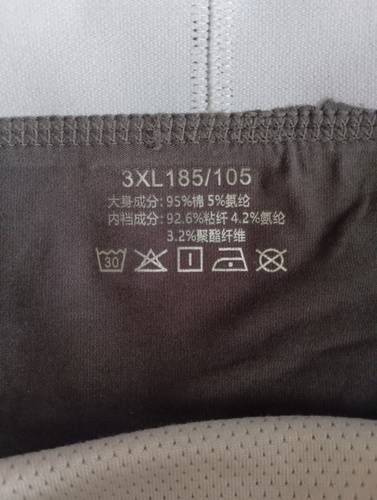 3XL185/105
大身成分: 95%棉 5%氨纶
内裆成分: 92.6%粘纤 4.2%氨纶
3.2%聚酯纤维
30